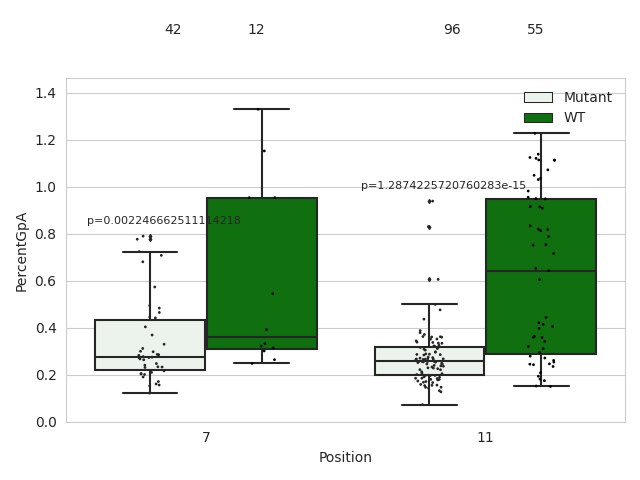 42 12 96 55
1.4
1.2
1.0
0.8
0.6
0.4
0.2
0.0
PercentGpA
Mutant
WT
p=1.2874225720760283e-15
p=0.002246662511114218
7 11
Position